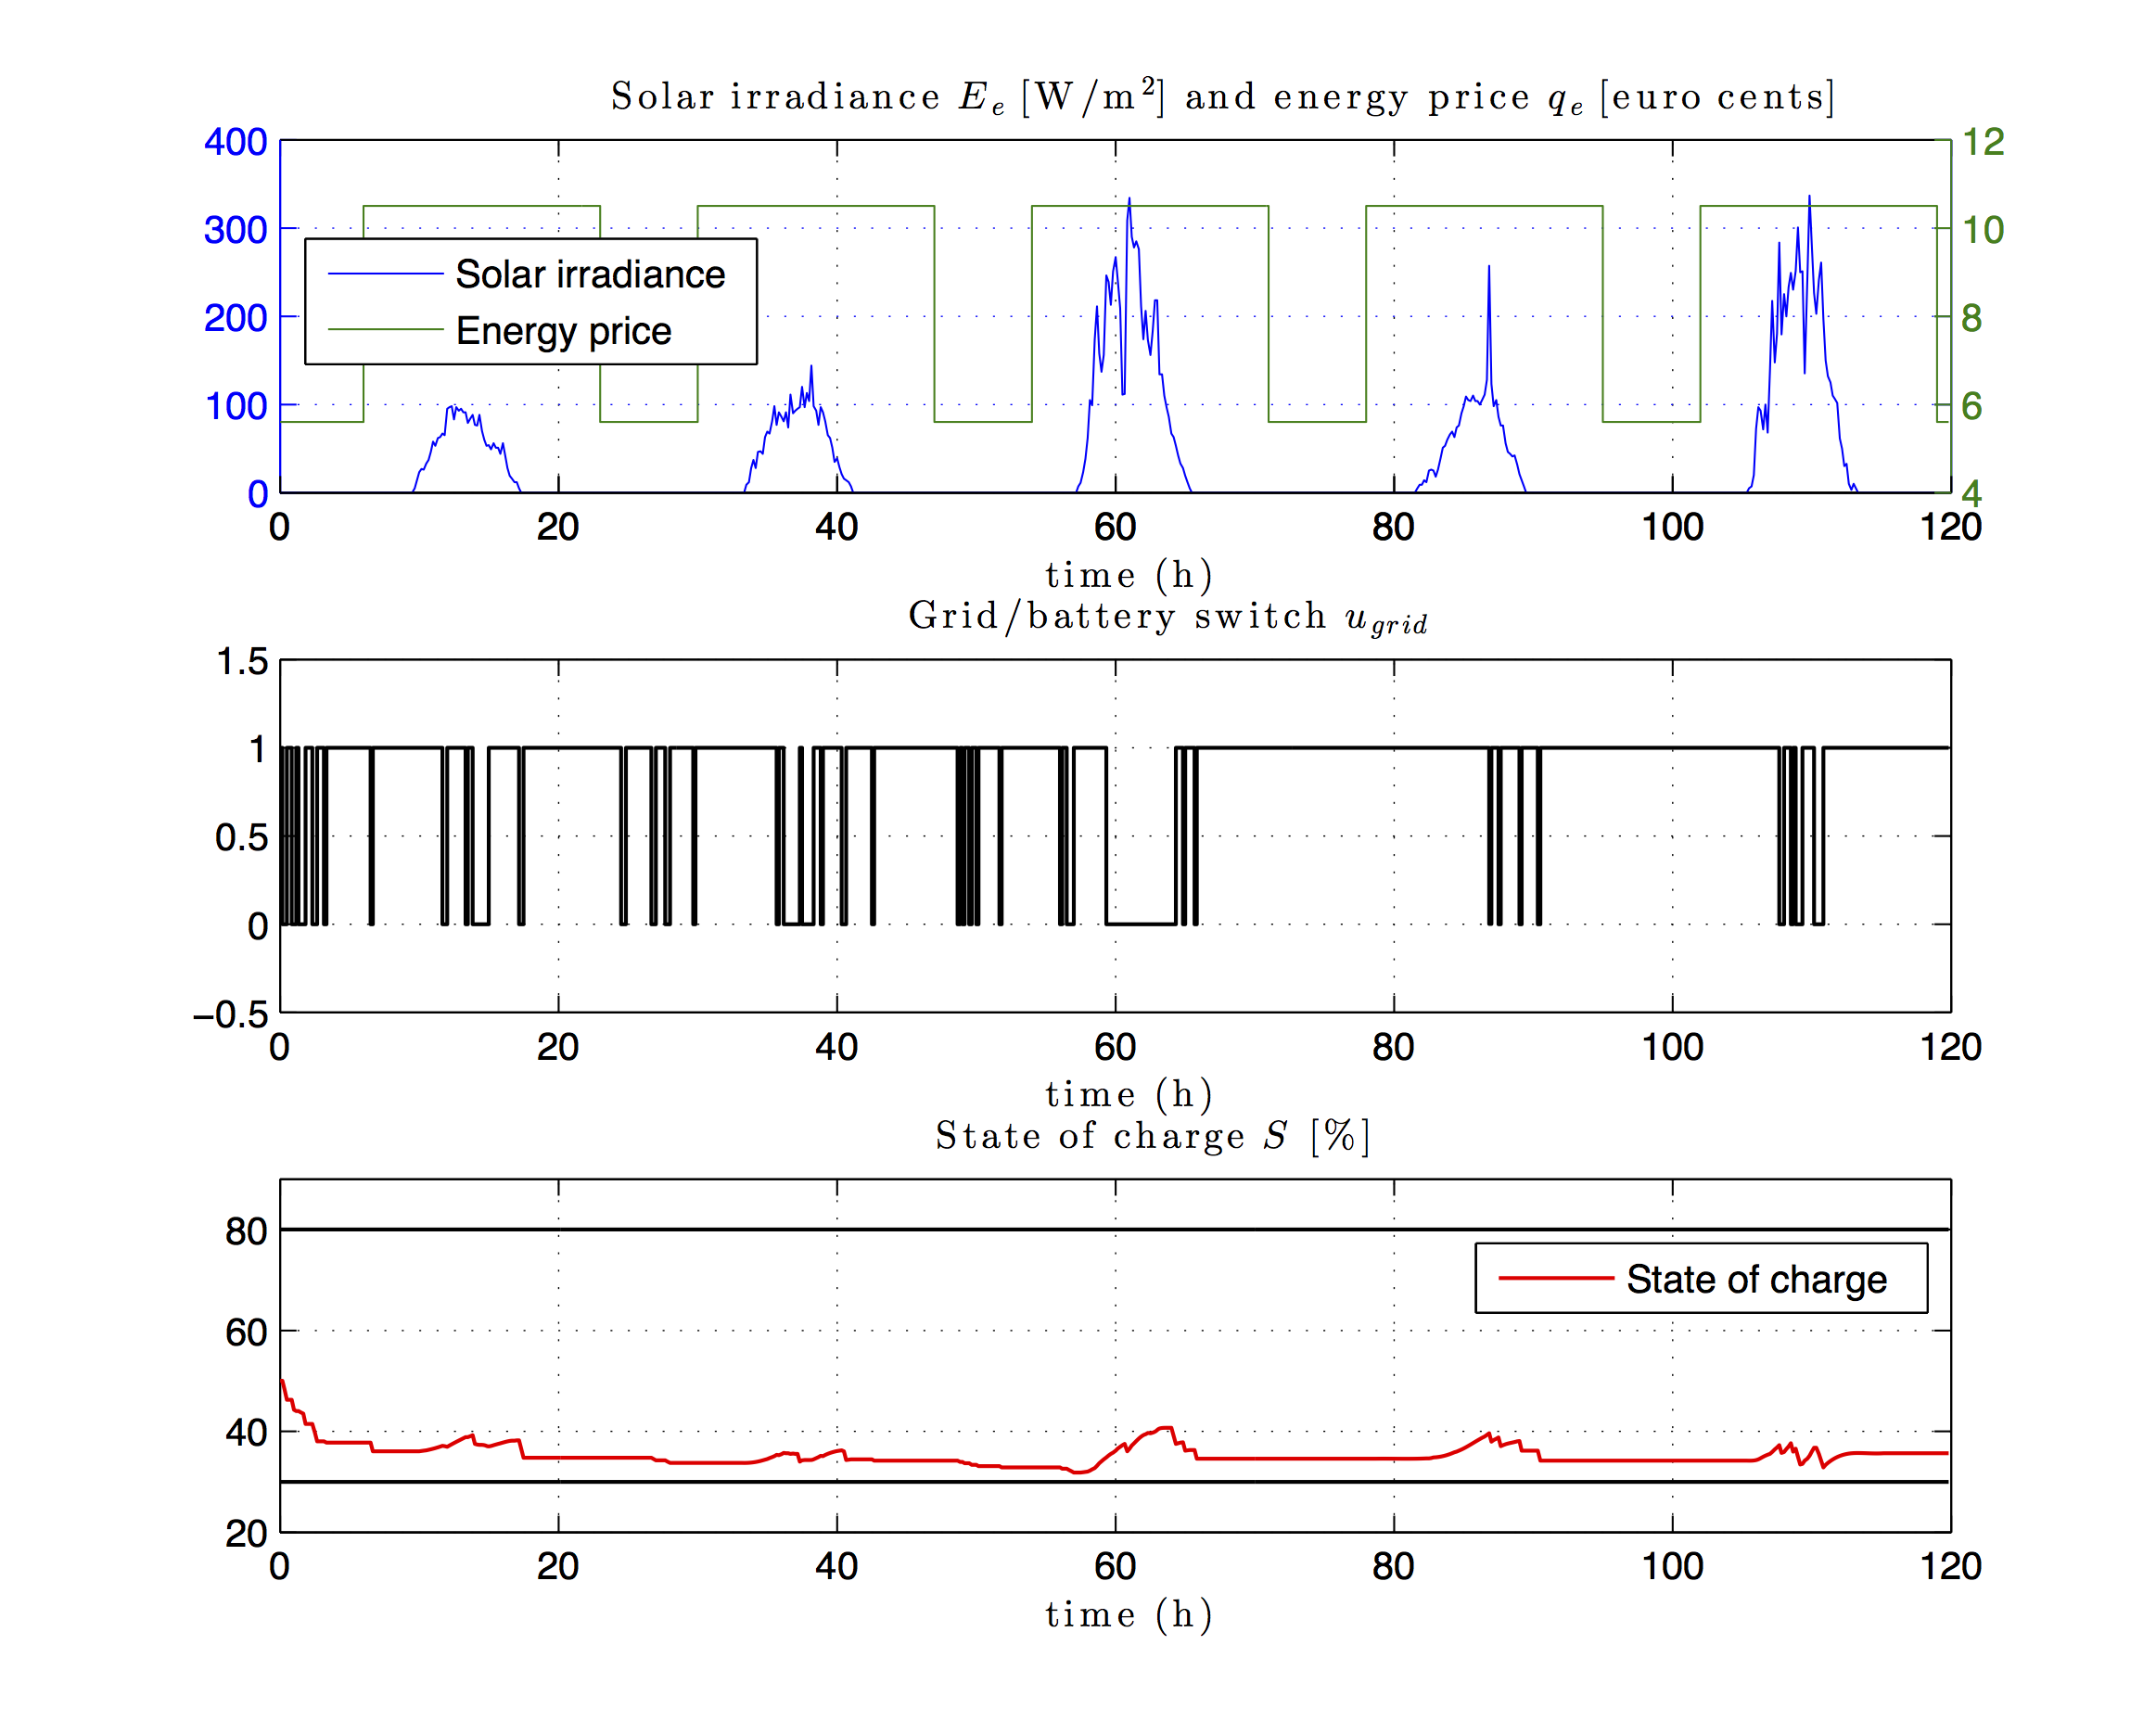 Solar irradiance E_e [W/m²] and energy price q_e [euro cents]
400
300
200
100
0
12
10
8
6
4
Solar irradiance
Energy price
0 20 40 60 80 100 120
time (h)
Grid/battery switch u_grid
1.5
1
0.5
0
−0.5
0 20 40 60 80 100 120
time (h)
State of charge S [%]
80
60
40
20
State of charge
0 20 40 60 80 100 120
time (h)